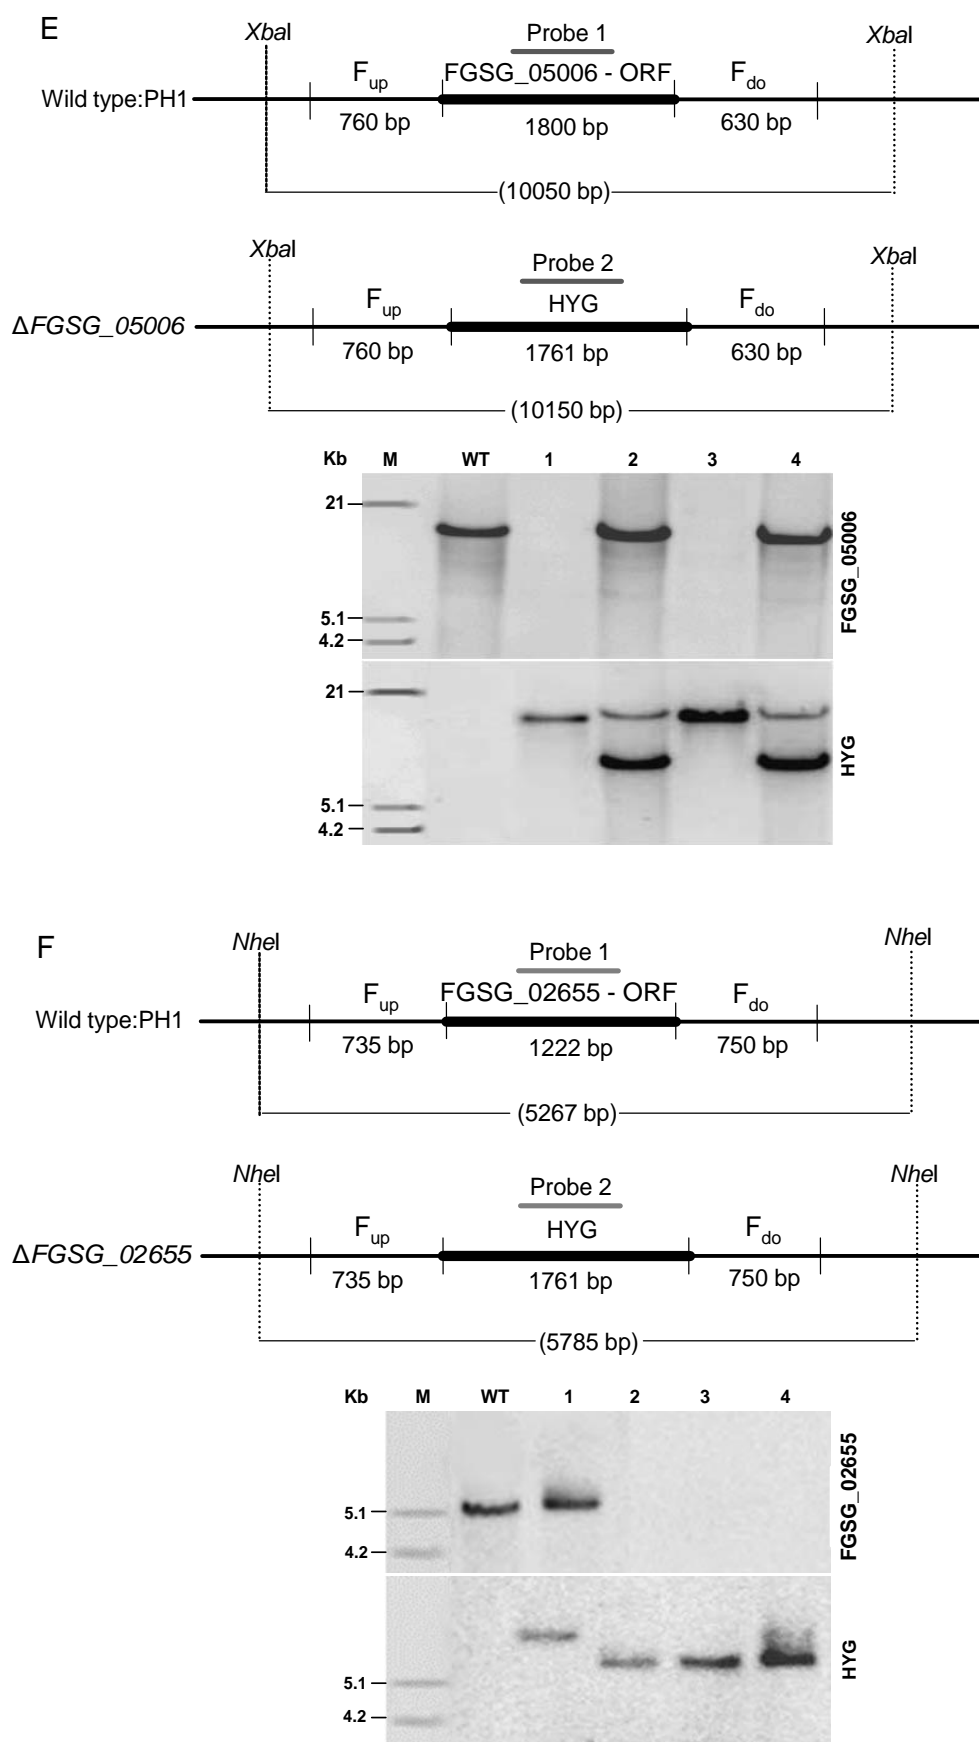 E
XbaI
Probe 1
XbaI
Wild type:PH1
Fup
FGSG_05006 - ORF
Fdo
760 bp
1800 bp
630 bp
(10050 bp)
XbaI
Probe 2
XbaI
ΔFGSG_05006
Fup
HYG
Fdo
760 bp
1761 bp
630 bp
(10150 bp)
Kb M WT 1 2 3 4
21
5.1
4.2
FGSG_05006
21
5.1
4.2
HYG
F
NheI
Probe 1
NheI
Wild type:PH1
Fup
FGSG_02655 - ORF
Fdo
735 bp
1222 bp
750 bp
(5267 bp)
NheI
Probe 2
NheI
ΔFGSG_02655
Fup
HYG
Fdo
735 bp
1761 bp
750 bp
(5785 bp)
Kb M WT 1 2 3 4
5.1
4.2
FGSG_02655
5.1
4.2
HYG